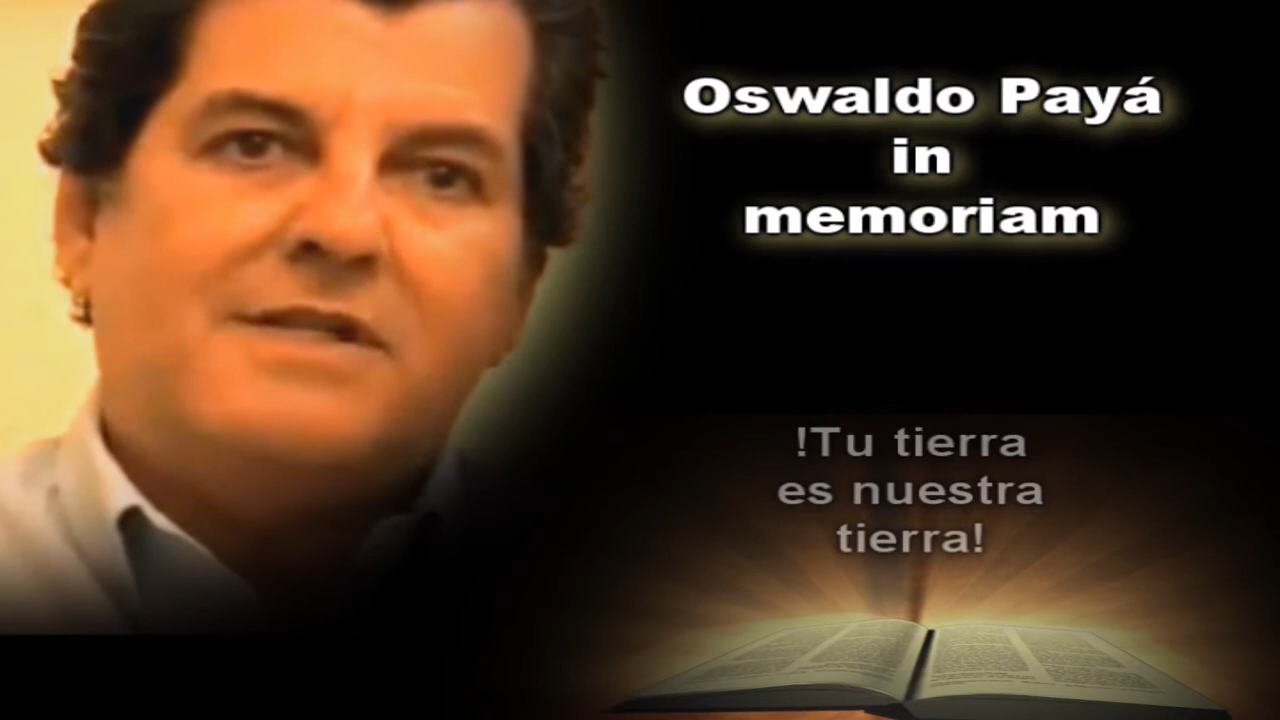 Oswaldo Payá
in
memoriam
!Tu tierra
es nuestra
tierra!